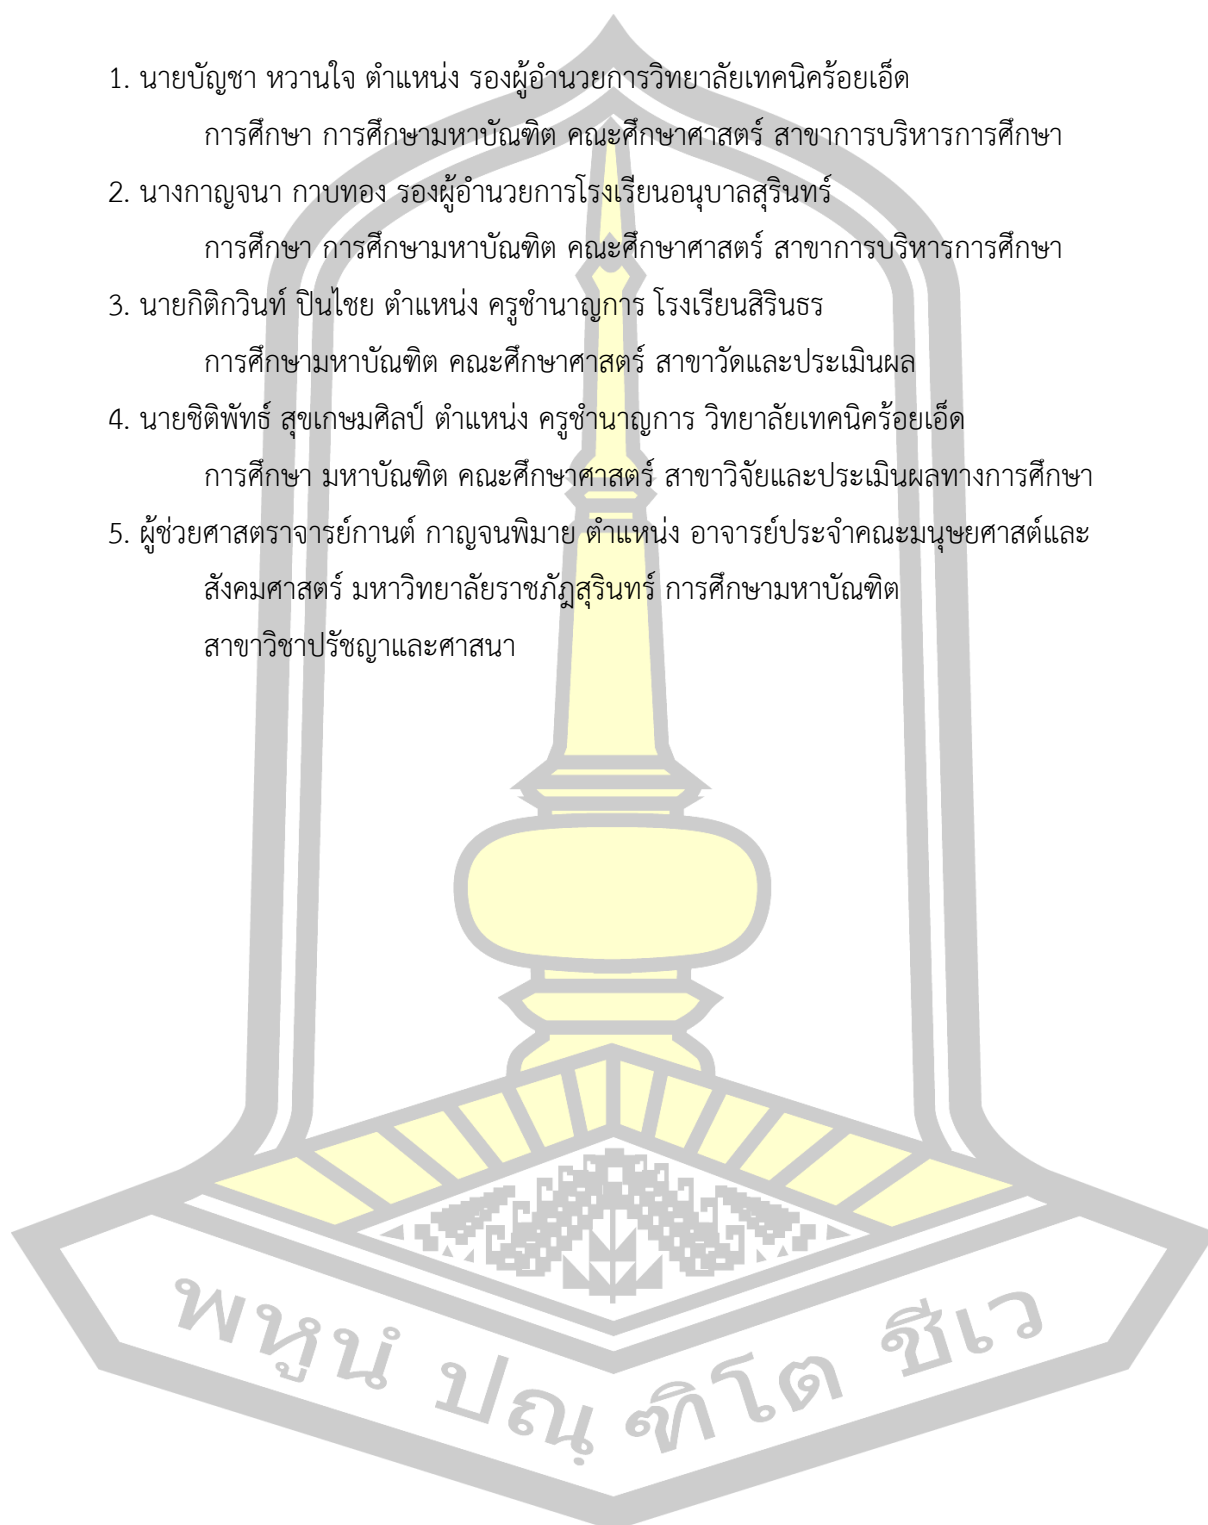 1. นายบัญชา หวานใจ ตำแหน่ง รองผู้อำนวยการวิทยาลัยเทคนิคร้อยเอ็ด
การศึกษา การศึกษามหาบัณฑิต คณะศึกษาศาสตร์ สาขาการบริหารการศึกษา
2. นางกาญจนา กาบทอง รองผู้อำนวยการโรงเรียนอนุบาลสุรินทร์
การศึกษา การศึกษามหาบัณฑิต คณะศึกษาศาสตร์ สาขาการบริหารการศึกษา
3. นายกิติกวินท์ ปินไชย ตำแหน่ง ครูชำนาญการ โรงเรียนสิรินธร
การศึกษามหาบัณฑิต คณะศึกษาศาสตร์ สาขาวัดและประเมินผล
4. นายชิติพัทธ์ สุขเกษมศิลป์ ตำแหน่ง ครูชำนาญการ วิทยาลัยเทคนิคร้อยเอ็ด
การศึกษา มหาบัณฑิต คณะศึกษาศาสตร์ สาขาวิจัยและประเมินผลทางการศึกษา
5. ผู้ช่วยศาสตราจารย์กานต์ กาญจนพิมาย ตำแหน่ง อาจารย์ประจำคณะมนุษยศาสต์และ
สังคมศาสตร์ มหาวิทยาลัยราชภัฎสุรินทร์ การศึกษามหาบัณฑิต
สาขาวิชาปรัชญาและศาสนา
พหูนํ ปณฺ ฑิโต ชีเว